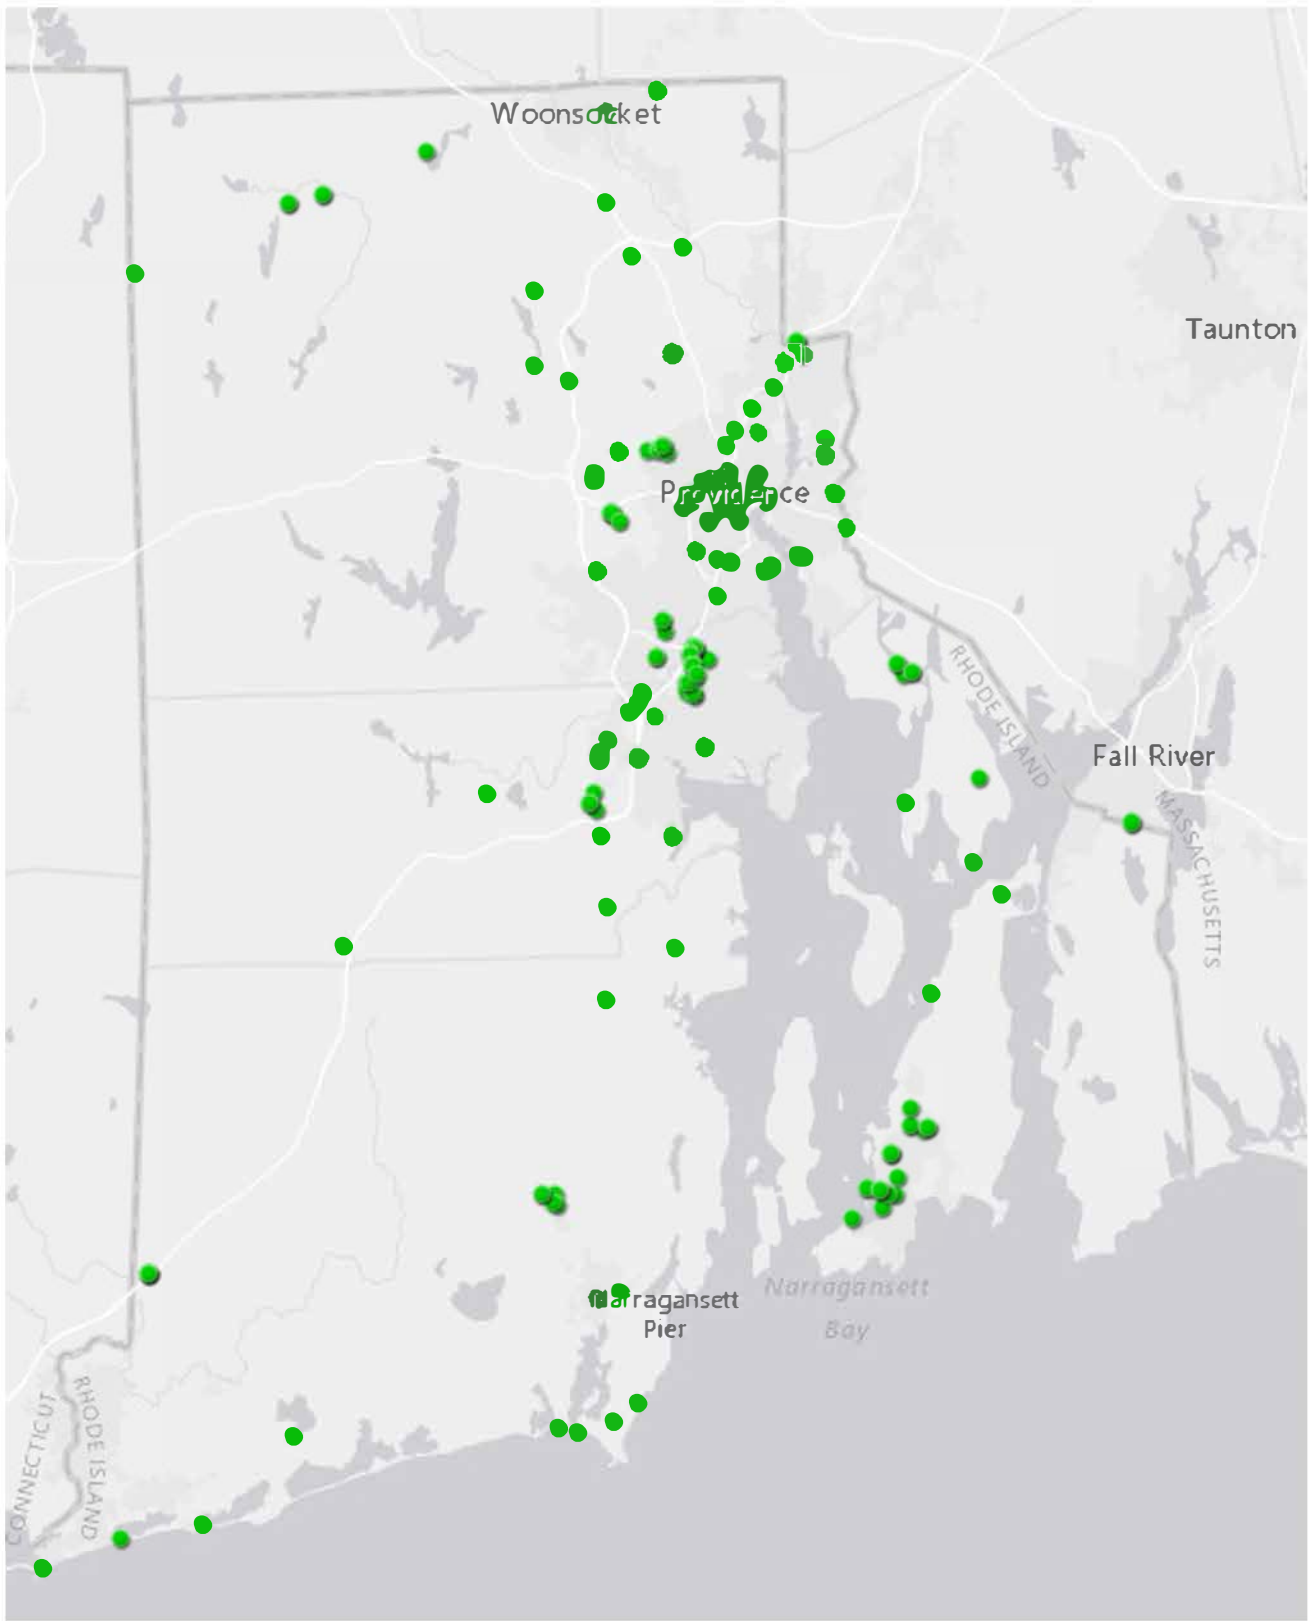 Woonsocket
Taunton
Providence
RHODE ISLAND
Fall River
MASSACHUSETTS
Narragansett
Pier
Narragansett
Bay
CONNECTICUT
RHODE ISLAND